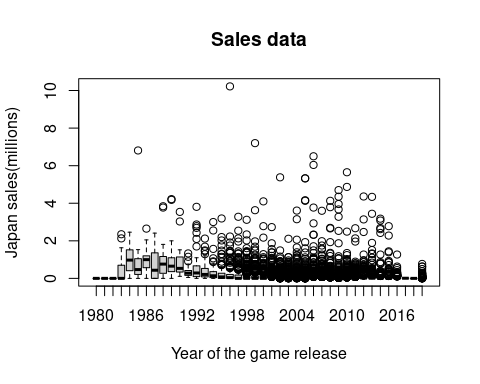 Sales data
Japan sales(millions)
10
8
6
4
2
0
1980 1986 1992 1998 2004 2010 2016
Year of the game release